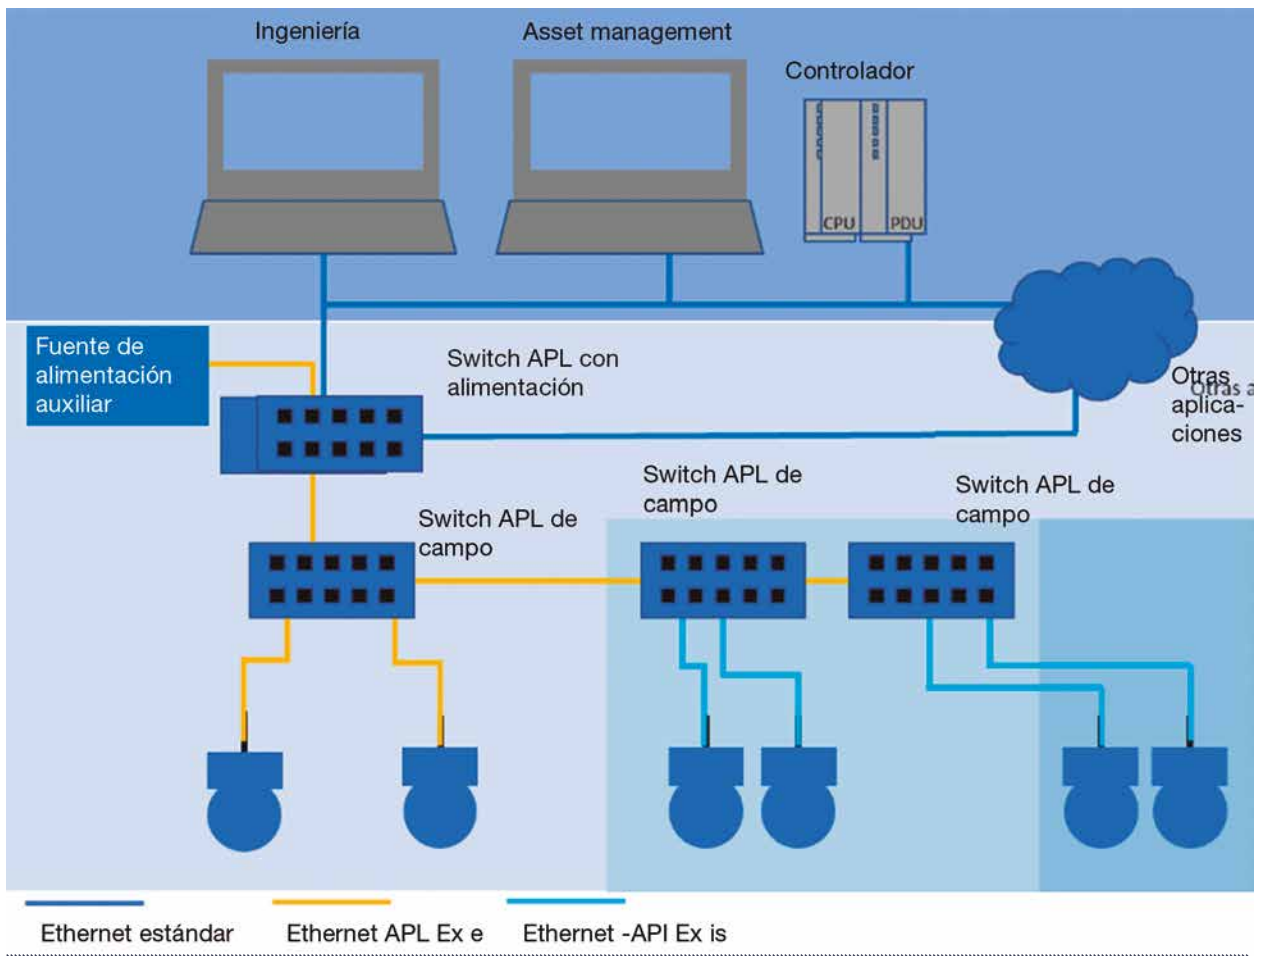 Ingeniería
Asset management
Controlador
CPU
PDU
Fuente de
alimentación
auxiliar
Switch APL con
alimentación
Otras
Otras a
aplica-
ciones
Switch APL de
campo
Switch APL de
campo
Switch APL de
campo
Ethernet estándar
Ethernet APL Ex e
Ethernet -API Ex is